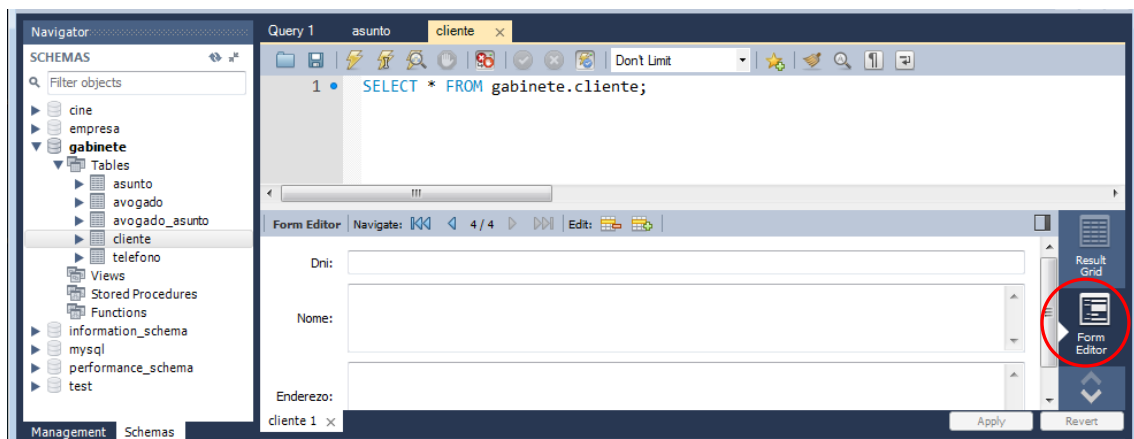 Navigator
SCHEMAS
Filter objects
cine
empresa
gabinete
Tables
asunto
avogado
avogado_asunto
cliente
telefono
Views
Stored Procedures
Functions
information_schema
mysql
performance_schema
test
Management Schemas
Query 1 asunto cliente
Don't Limit
1 SELECT * FROM gabinete.cliente;
Form Editor Navigate: 4 / 4 Edit:
Dni:
Nome:
Enderezo:
Result
Grid
Form
Editor
cliente 1
Apply Revert